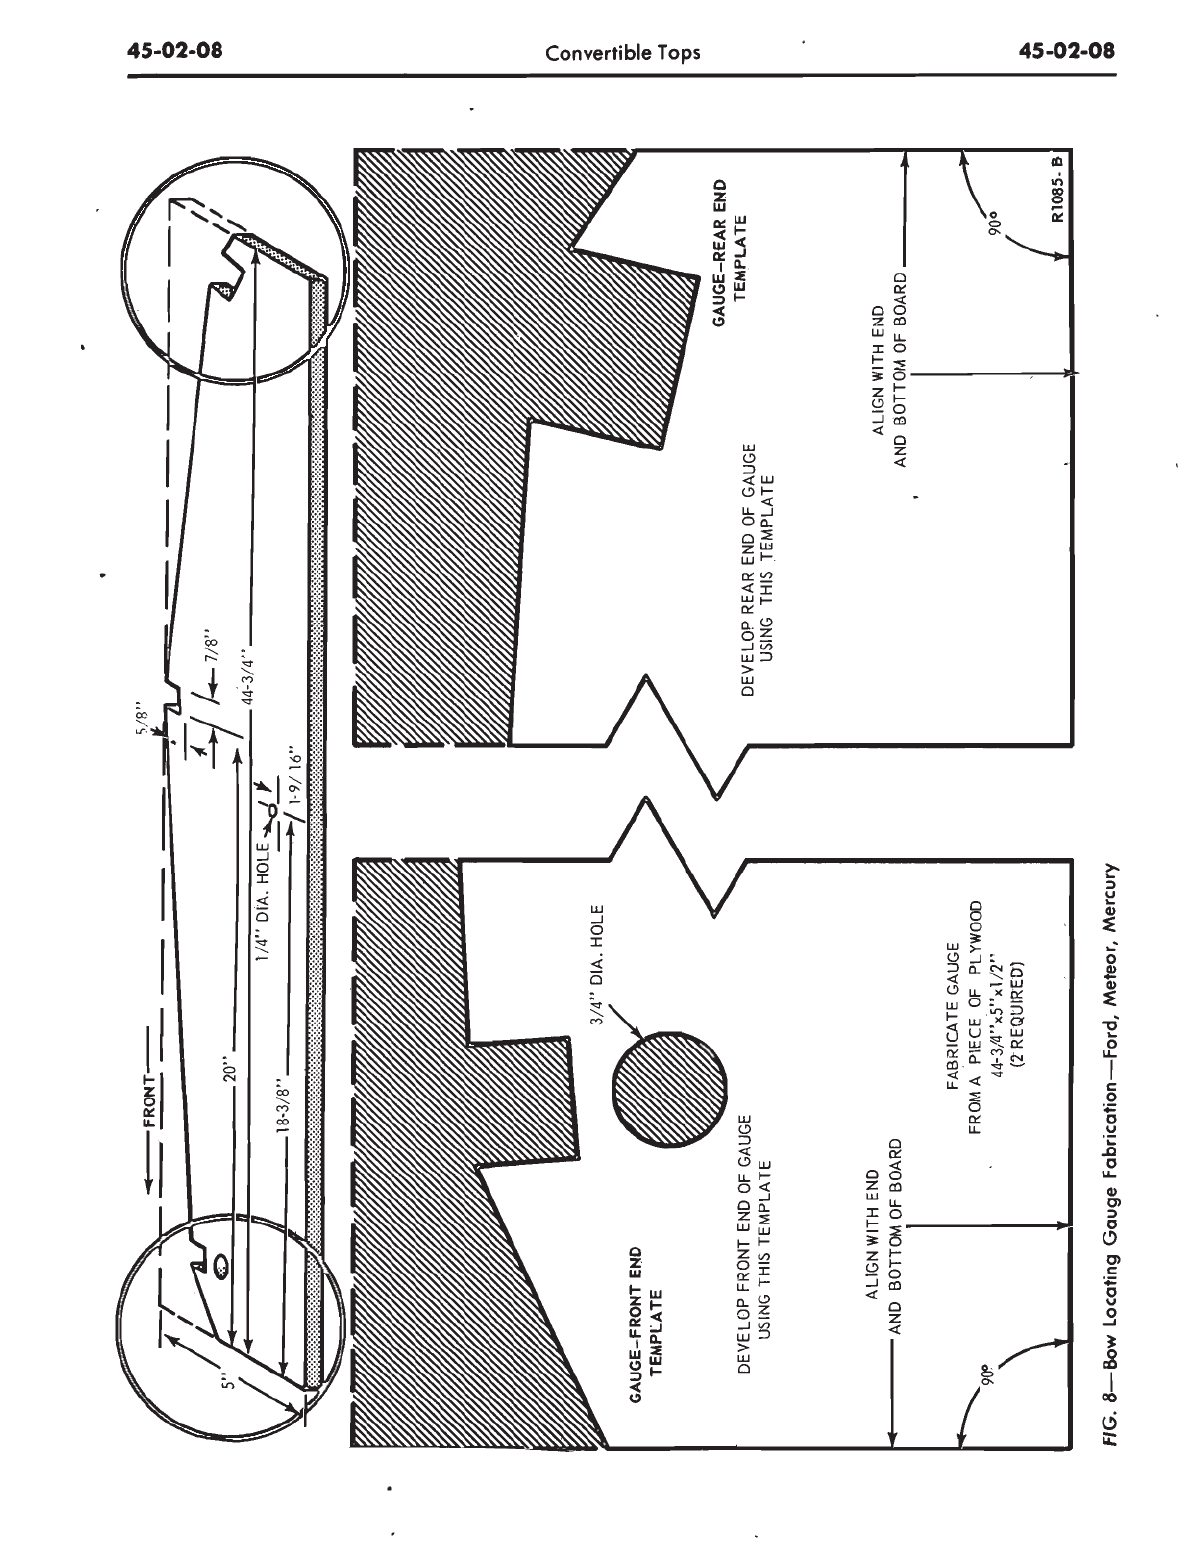 45-02-08
Convertible Tops
45-02-08
FRONT
5"
20"
18-3/8"
1/4" DIA. HOLE
1-9/16"
44-3/4"
5/8"
7/8"
GAUGE–FRONT END
TEMPLATE
DEVELOP FRONT END OF GAUGE
USING THIS TEMPLATE
3/4" DIA. HOLE
ALIGN WITH END
AND BOTTOM OF BOARD
90°
FABRICATE GAUGE
FROM A PIECE OF PLYWOOD
44-3/4"x5"x1/2"
(2 REQUIRED)
GAUGE–REAR END
TEMPLATE
DEVELOP REAR END OF GAUGE
USING THIS TEMPLATE
ALIGN WITH END
AND BOTTOM OF BOARD
90°
R1085-B
FIG. 8—Bow Locating Gauge Fabrication—Ford, Meteor, Mercury